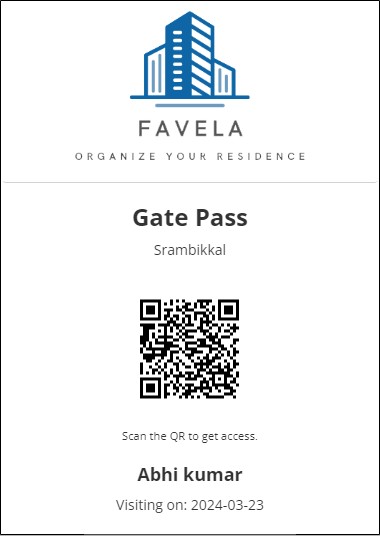 FAVELA
ORGANIZE YOUR RESIDENCE
Gate Pass
Srambikkal
Scan the QR to get access.
Abhi kumar
Visiting on: 2024-03-23